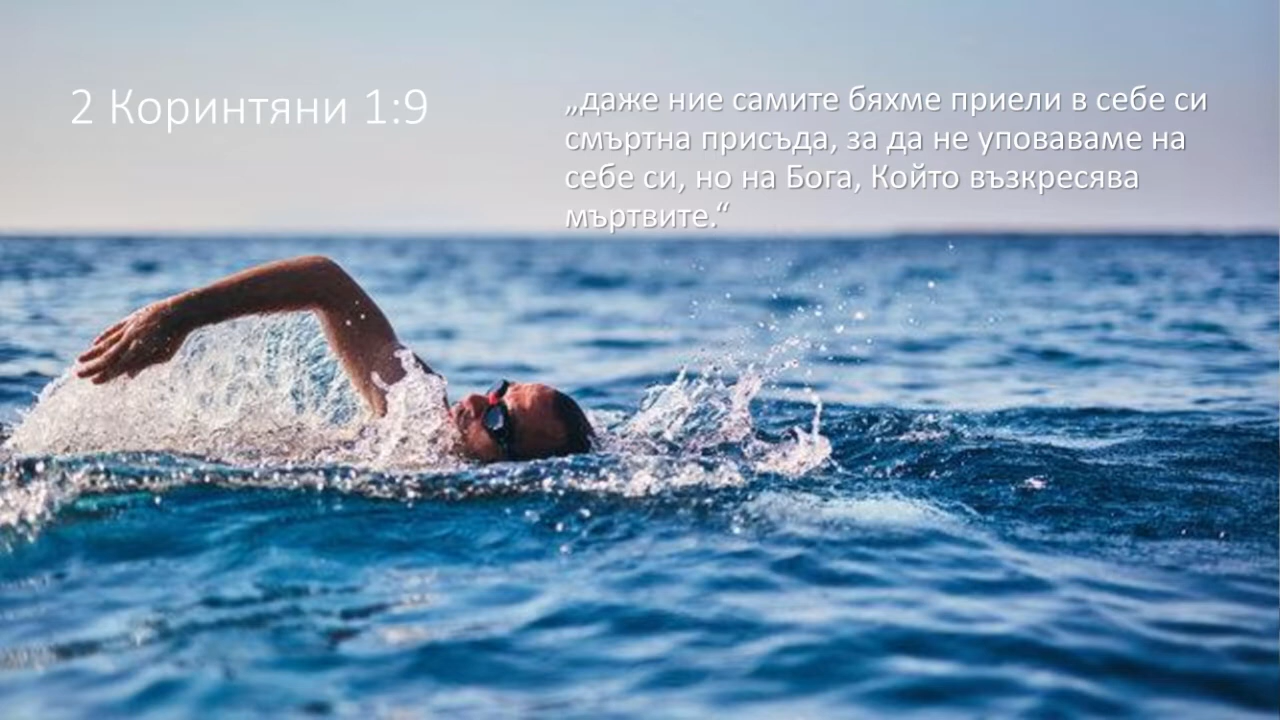 2 Коринтяни 1:9
„даже ние самите бяхме приели в себе си
смъртна присъда, за да не уповаваме на
себе си, но на Бога, Който възкресява
мъртвите.“